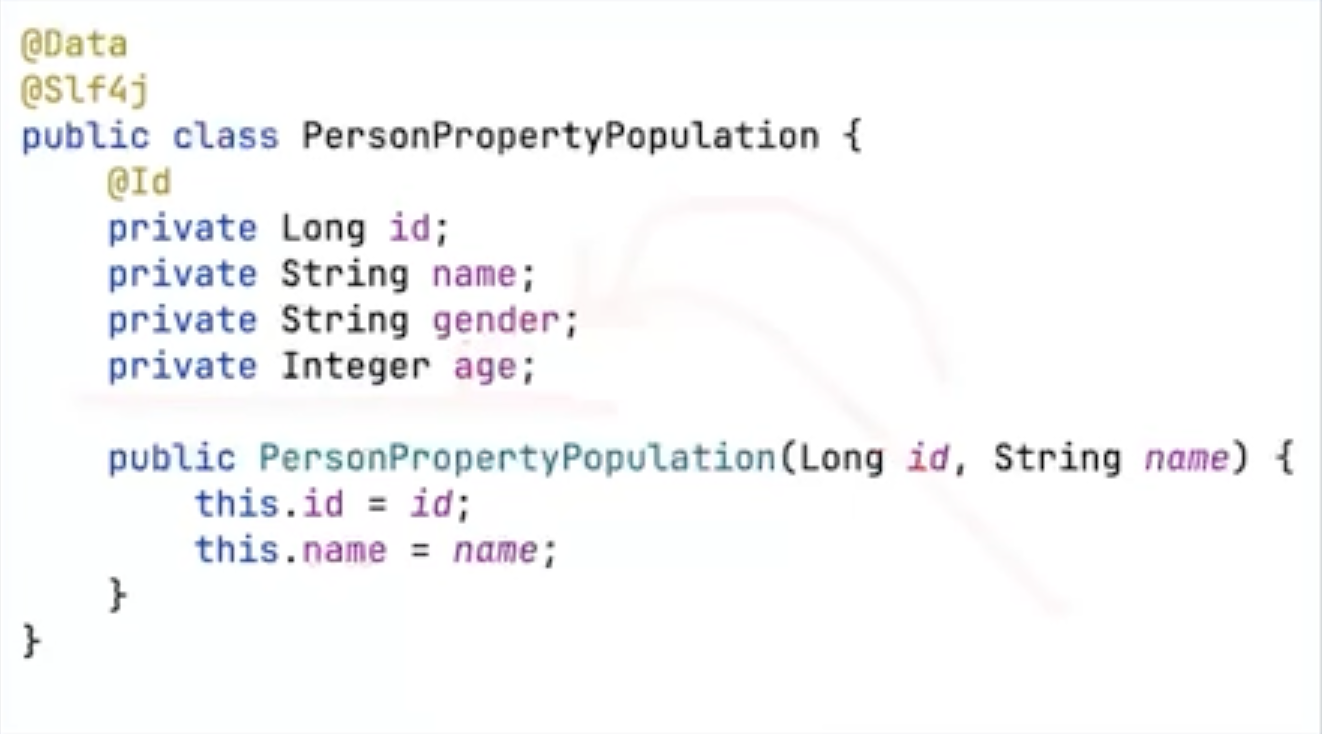 @Data
@Slf4j
public class PersonPropertyPopulation {
    @Id
    private Long id;
    private String name;
    private String gender;
    private Integer age;

    public PersonPropertyPopulation(Long id, String name) {
        this.id = id;
        this.name = name;
    }
}